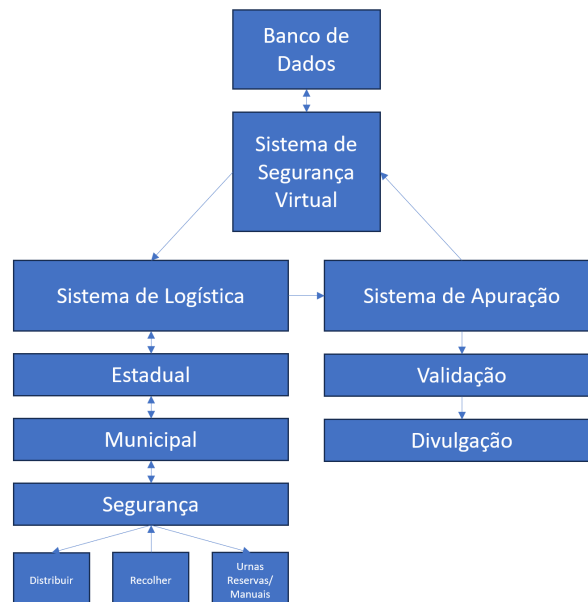 Banco de
Dados
Sistema de
Segurança
Virtual
Sistema de Logística
Sistema de Apuração
Estadual
Validação
Municipal
Divulgação
Segurança
Distribuir
Recolher
Urnas
Reservas/
Manuais